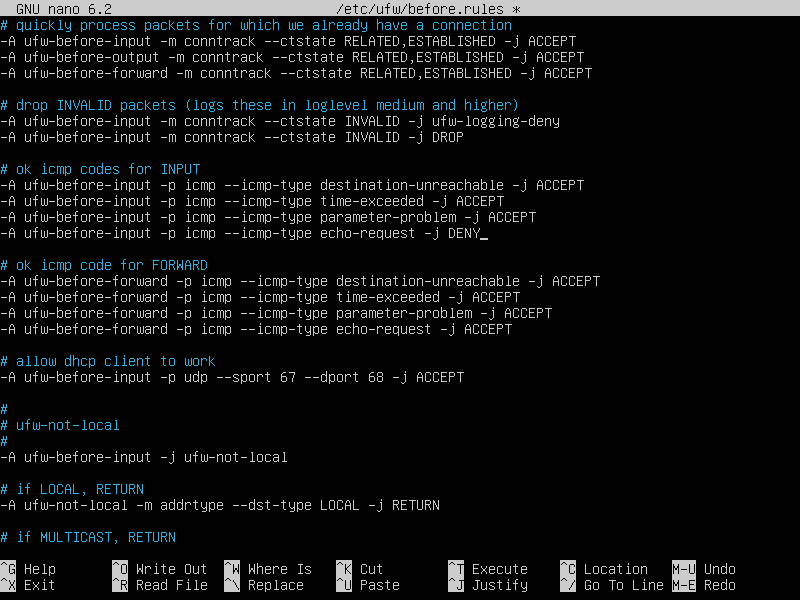 GNU nano 6.2 /etc/ufw/before.rules *
# quickly process packets for which we already have a connection
-A ufw-before-input -m conntrack --ctstate RELATED,ESTABLISHED -j ACCEPT
-A ufw-before-output -m conntrack --ctstate RELATED,ESTABLISHED -j ACCEPT
-A ufw-before-forward -m conntrack --ctstate RELATED,ESTABLISHED -j ACCEPT
# drop INVALID packets (logs these in loglevel medium and higher)
-A ufw-before-input -m conntrack --ctstate INVALID -j ufw-logging-deny
-A ufw-before-input -m conntrack --ctstate INVALID -j DROP
# ok icmp codes for INPUT
-A ufw-before-input -p icmp --icmp-type destination-unreachable -j ACCEPT
-A ufw-before-input -p icmp --icmp-type time-exceeded -j ACCEPT
-A ufw-before-input -p icmp --icmp-type parameter-problem -j ACCEPT
-A ufw-before-input -p icmp --icmp-type echo-request -j DENY
# ok icmp code for FORWARD
-A ufw-before-forward -p icmp --icmp-type destination-unreachable -j ACCEPT
-A ufw-before-forward -p icmp --icmp-type time-exceeded -j ACCEPT
-A ufw-before-forward -p icmp --icmp-type parameter-problem -j ACCEPT
-A ufw-before-forward -p icmp --icmp-type echo-request -j ACCEPT
# allow dhcp client to work
-A ufw-before-input -p udp --sport 67 --dport 68 -j ACCEPT
#
# ufw-not-local
#
-A ufw-before-input -j ufw-not-local
# if LOCAL, RETURN
-A ufw-not-local -m addrtype --dst-type LOCAL -j RETURN
# if MULTICAST, RETURN
^G Help ^O Write Out ^W Where Is ^K Cut ^T Execute ^C Location M-U Undo
^X Exit ^R Read File ^\ Replace ^U Paste ^J Justify ^/ Go To Line M-E Redo